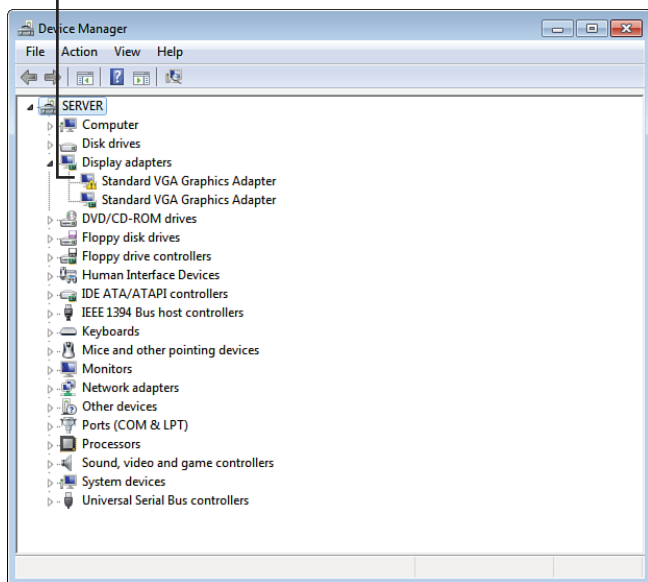 Device Manager
File Action View Help
SERVER
Computer
Disk drives
Display adapters
Standard VGA Graphics Adapter
Standard VGA Graphics Adapter
DVD/CD-ROM drives
Floppy disk drives
Floppy drive controllers
Human Interface Devices
IDE ATA/ATAPI controllers
IEEE 1394 Bus host controllers
Keyboards
Mice and other pointing devices
Monitors
Network adapters
Other devices
Ports (COM & LPT)
Processors
Sound, video and game controllers
System devices
Universal Serial Bus controllers